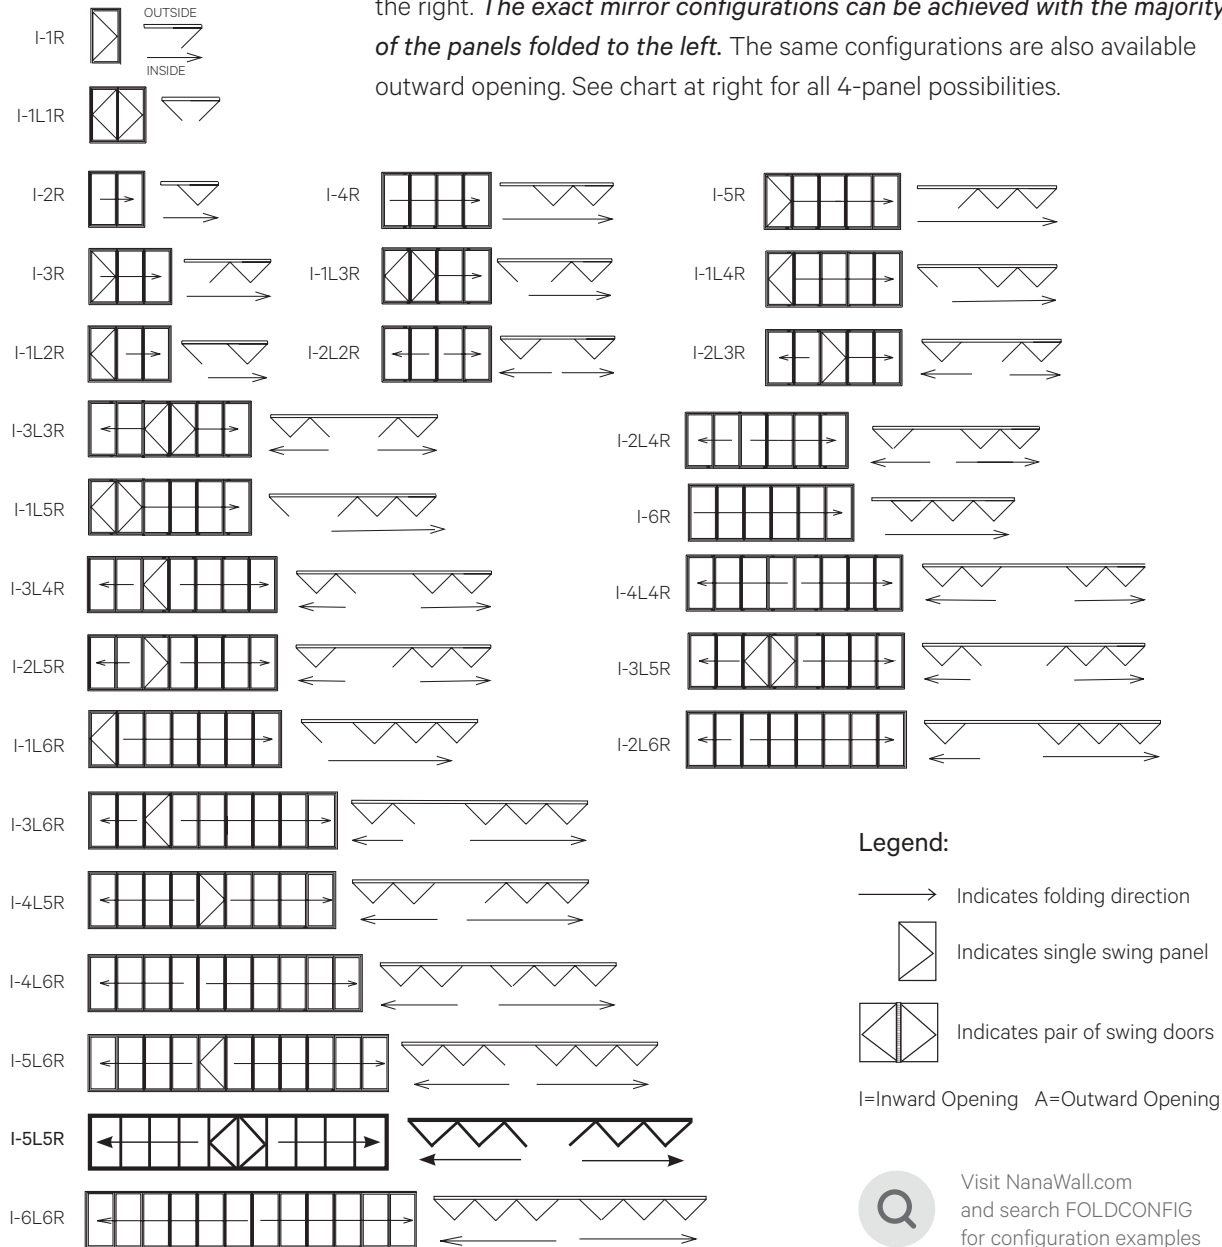 the right. The exact mirror configurations can be achieved with the majority
of the panels folded to the left. The same configurations are also available
outward opening. See chart at right for all 4-panel possibilities.
OUTSIDE
I-1R
INSIDE
I-1L1R
I-2R
I-4R
I-5R
I-3R
I-1L3R
I-1L4R
I-1L2R
I-2L2R
I-2L3R
I-3L3R
I-2L4R
I-1L5R
I-6R
I-3L4R
I-4L4R
I-2L5R
I-3L5R
I-1L6R
I-2L6R
I-3L6R
I-4L5R
I-4L6R
I-5L6R
I-5L5R
I-6L6R
Legend:
Indicates folding direction
Indicates single swing panel
Indicates pair of swing doors
I=Inward Opening A=Outward Opening
Visit NanaWall.com
and search FOLDCONFIG
for configuration examples